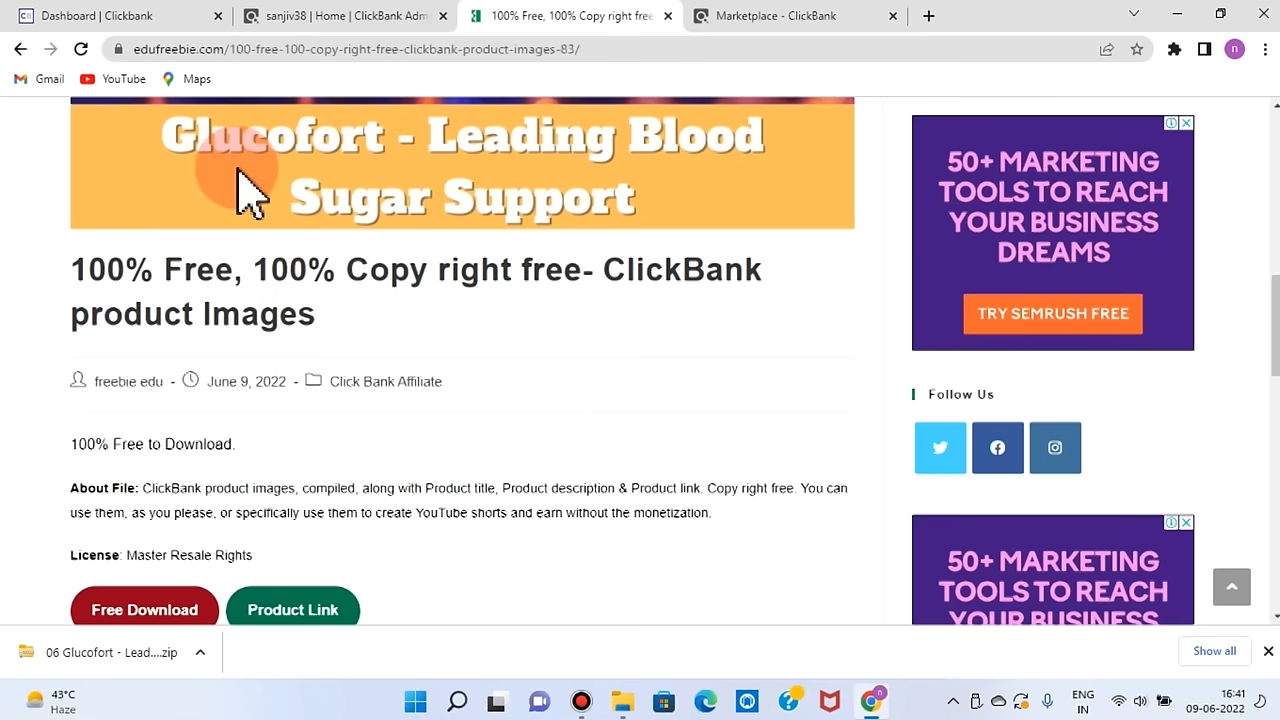 Dashboard | Clickbank
sanjiv38 | Home | ClickBank Adm
100% Free, 100% Copy right free
Marketplace - ClickBank
edufreebie.com/100-free-100-copy-right-free-clickbank-product-images-83/
n
Gmail
YouTube
Maps
Glucofort - Leading Blood
Sugar Support
100% Free, 100% Copy right free- ClickBank
product Images
freebie edu - June 9, 2022 - Click Bank Affiliate
100% Free to Download.
About File: ClickBank product images, compiled, along with Product title, Product description & Product link. Copy right free. You can
use them, as you please, or specifically use them to create YouTube shorts and earn without the monetization.
License: Master Resale Rights
Free Download
Product Link
50+ MARKETING
TOOLS TO REACH
YOUR BUSINESS
DREAMS
TRY SEMRUSH FREE
Follow Us
50+ MARKETING
TOOLS TO REACH
YOUR BUSINESS
06 Glucofort - Lead....zip
Show all
43°C
Haze
ENG
IN
16:41
09-06-2022